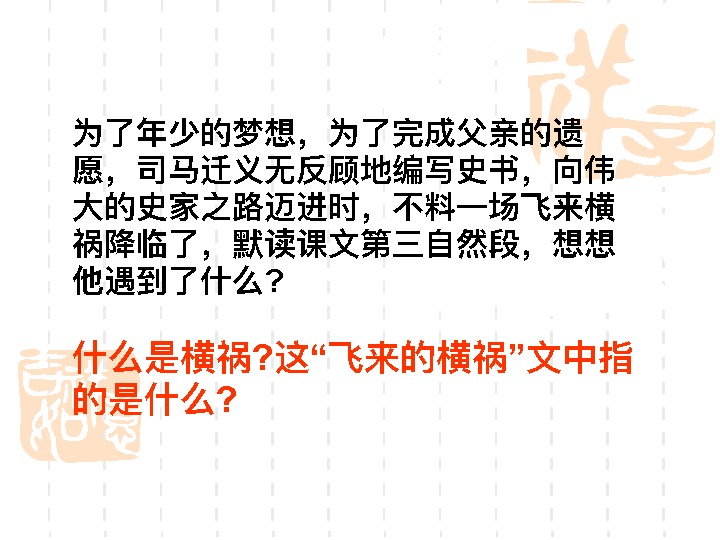 为了年少的梦想，为了完成父亲的遗
愿，司马迁义无反顾地编写史书，向伟
大的史家之路迈进时，不料一场飞来横
祸降临了，默读课文第三自然段，想想
他遇到了什么?
什么是横祸?这“飞来的横祸”文中指
的是什么?